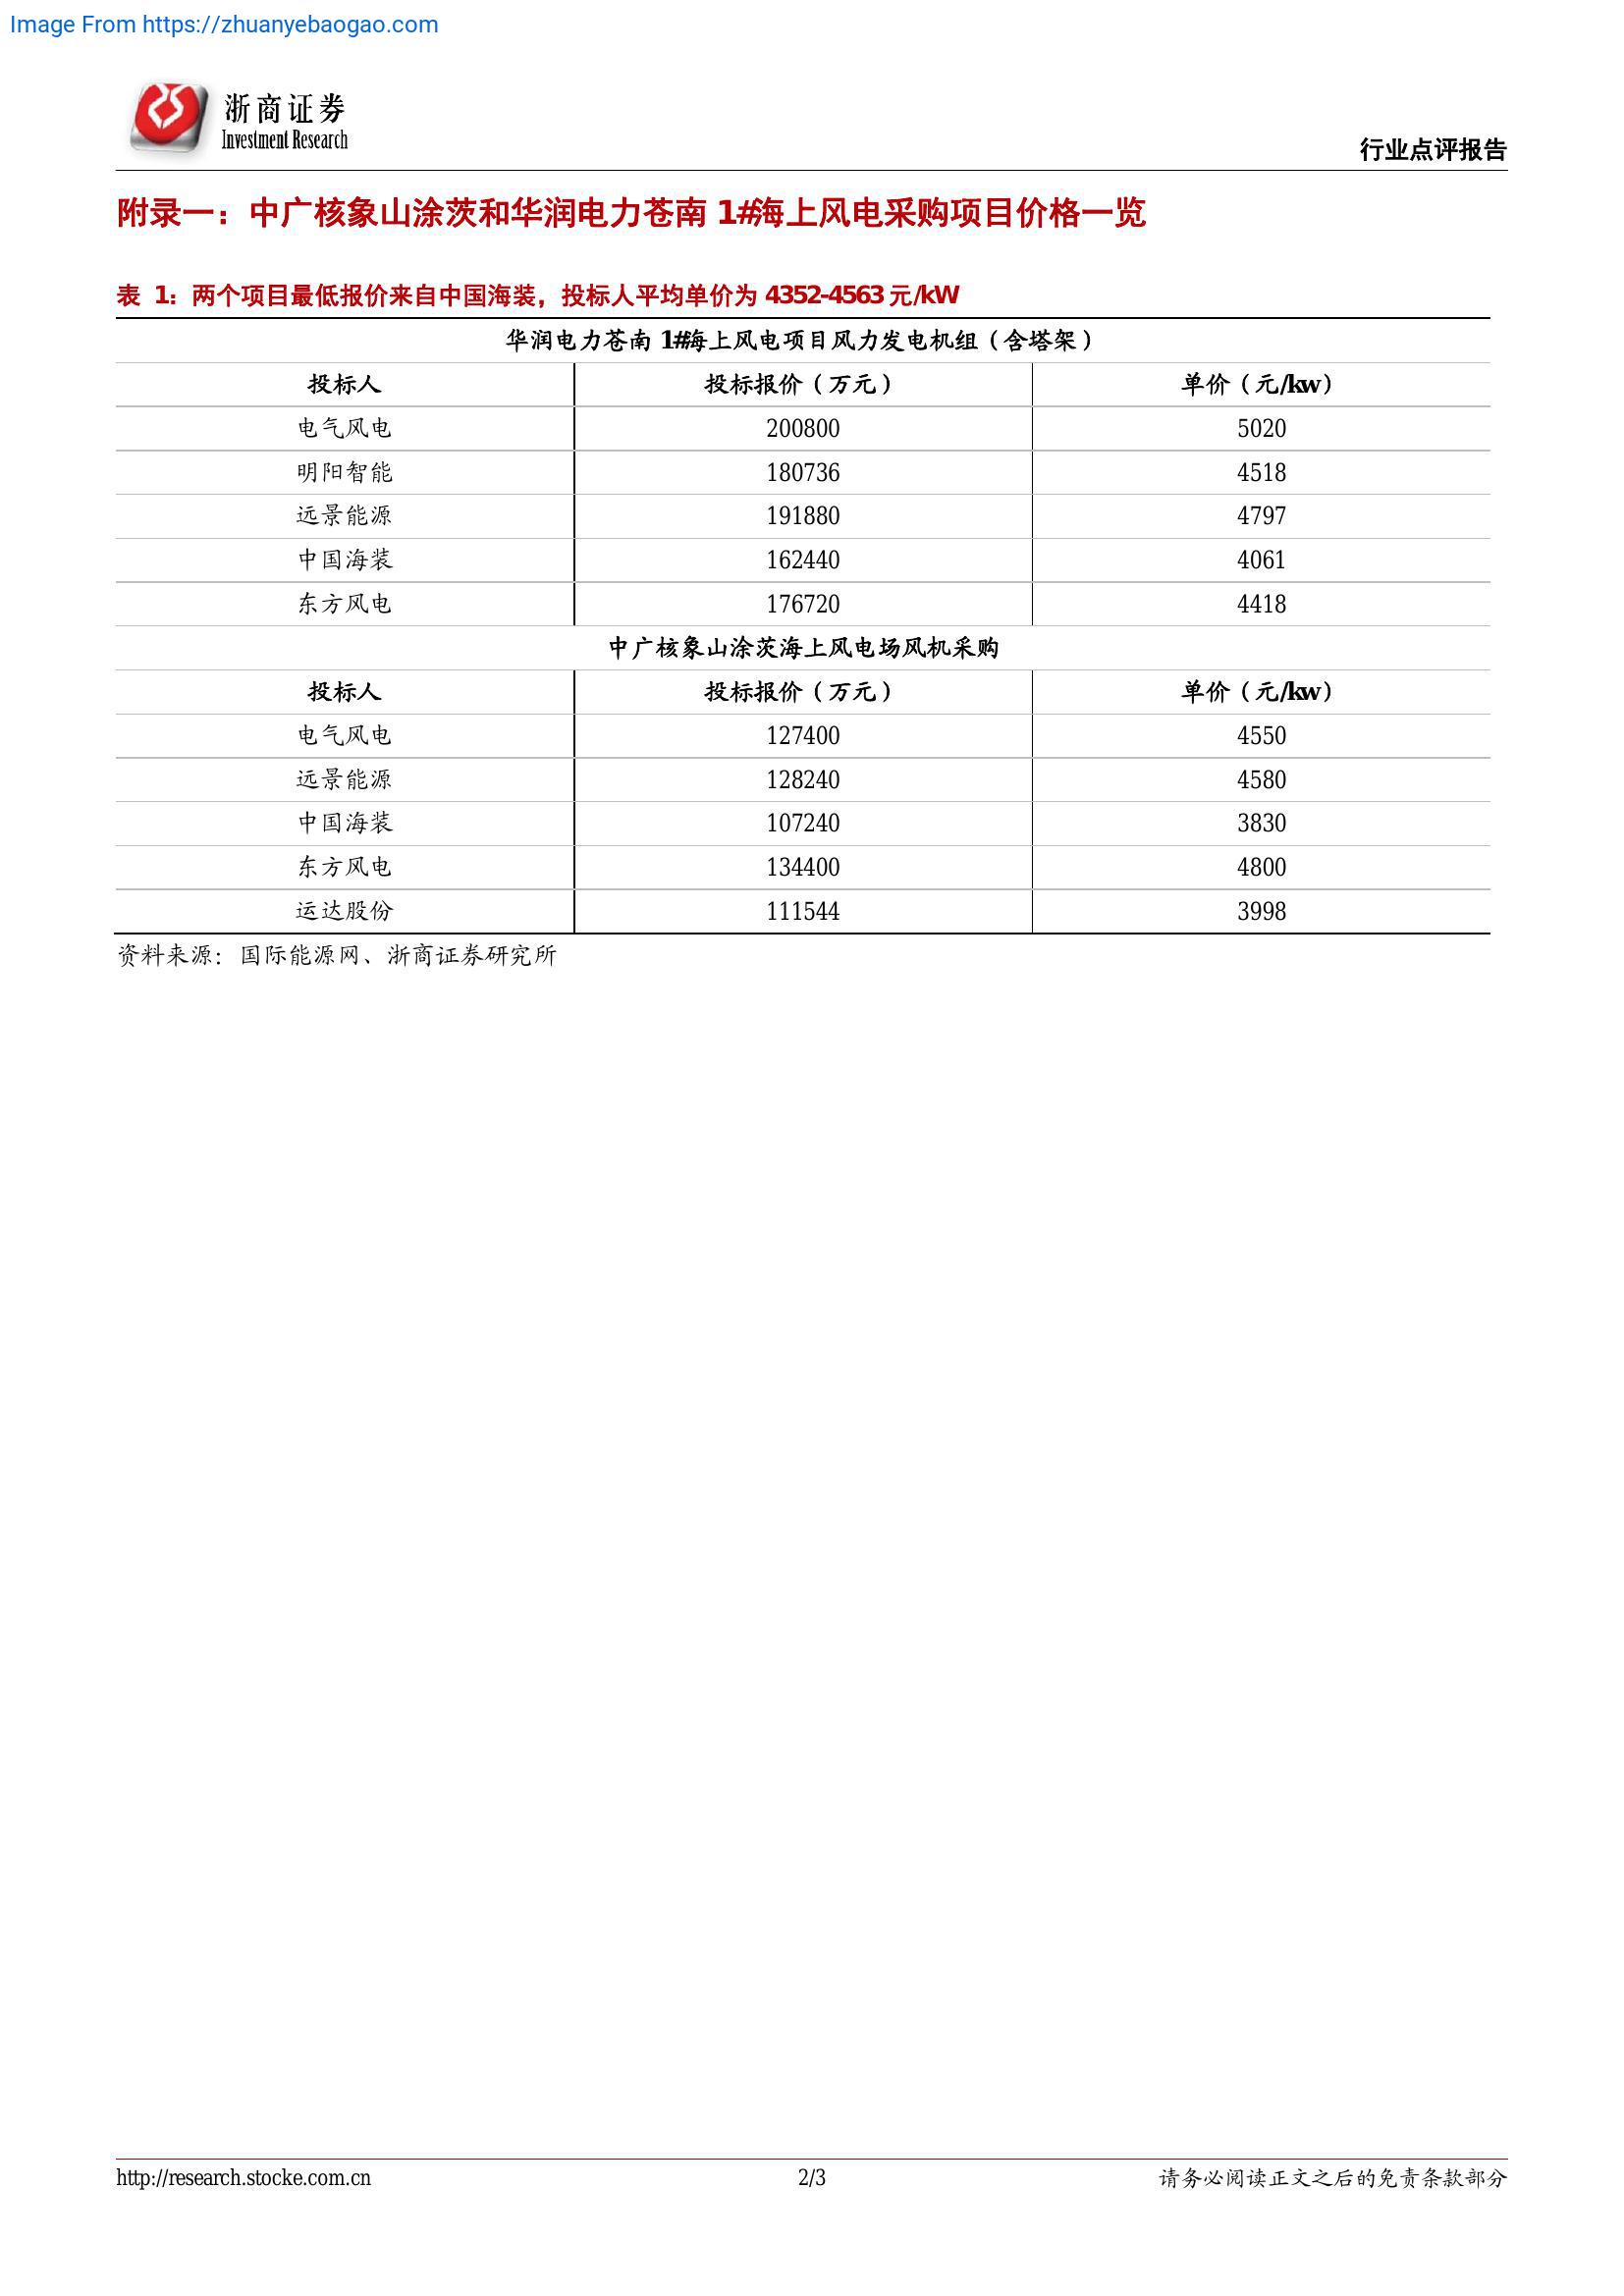 Image From https://zhuanyebaogao.com
浙商证券
Investment Research
行业点评报告
附录一：中广核象山涂茨和华润电力苍南 1#海上风电采购项目价格一览
表 1：两个项目最低报价来自中国海装，投标人平均单价为 4352-4563 元/kW
华润电力苍南 1#海上风电项目风力发电机组（含塔架）
投标人 投标报价（万元） 单价（元/kw）
电气风电 200800 5020
明阳智能 180736 4518
远景能源 191880 4797
中国海装 162440 4061
东方风电 176720 4418
中广核象山涂茨海上风电场风机采购
投标人 投标报价（万元） 单价（元/kw）
电气风电 127400 4550
远景能源 128240 4580
中国海装 107240 3830
东方风电 134400 4800
运达股份 111544 3998
资料来源：国际能源网、浙商证券研究所
http://research.stocke.com.cn 2/3 请务必阅读正文之后的免责条款部分